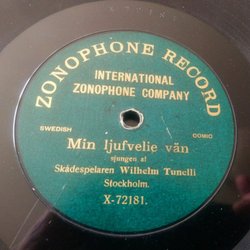 ZONOPHONE RECORD
INTERNATIONAL
ZONOPHONE COMPANY
SWEDISH
COMIC
Min ljufvelie vän
sjungen af
Skådespelaren Wilhelm Tunelli
Stockholm.
X-72181.